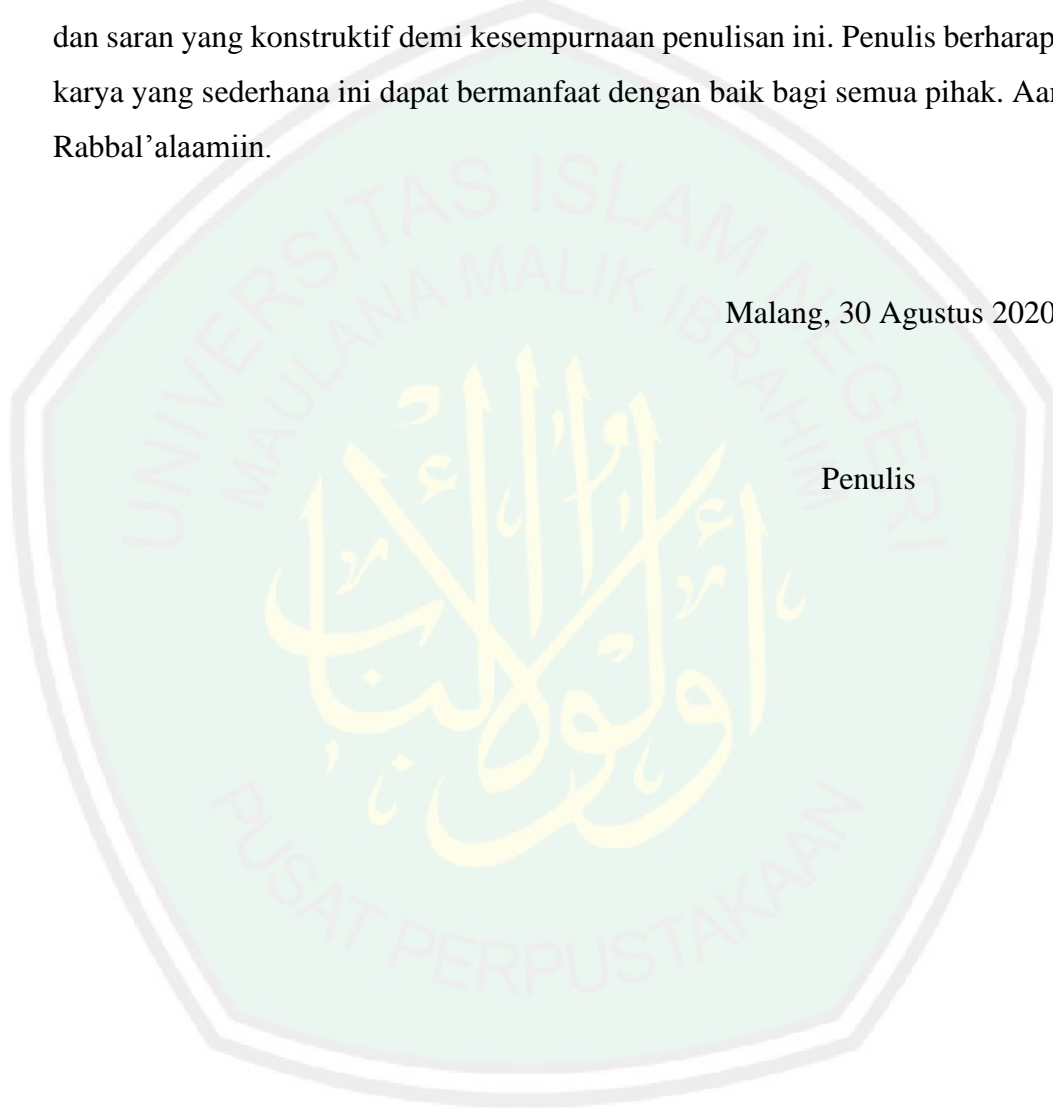 dan saran yang konstruktif demi kesempurnaan penulisan ini. Penulis berharap
karya yang sederhana ini dapat bermanfaat dengan baik bagi semua pihak.
Rabbal’alaamiin.
Malang, 30 Agustus 2020
Penulis
UNIVERSITAS ISLAM NEGERI
MAULANA MALIK IBRAHIM
PUSAT PERPUSTAKAAN